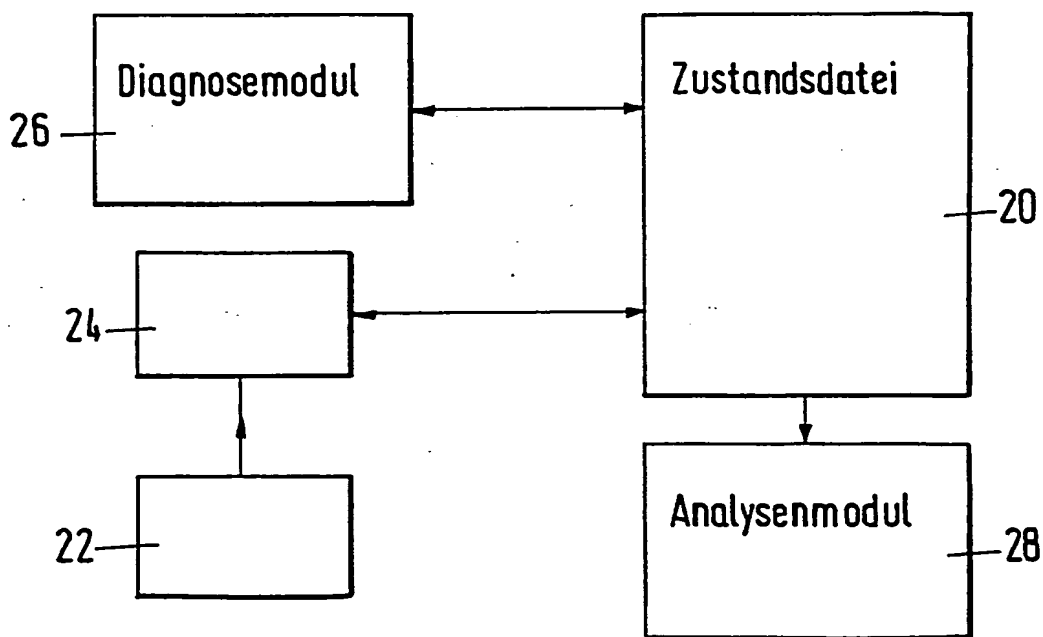 Diagnosemodul
Zustandsdatei
26
20
24
22
Analysenmodul
28